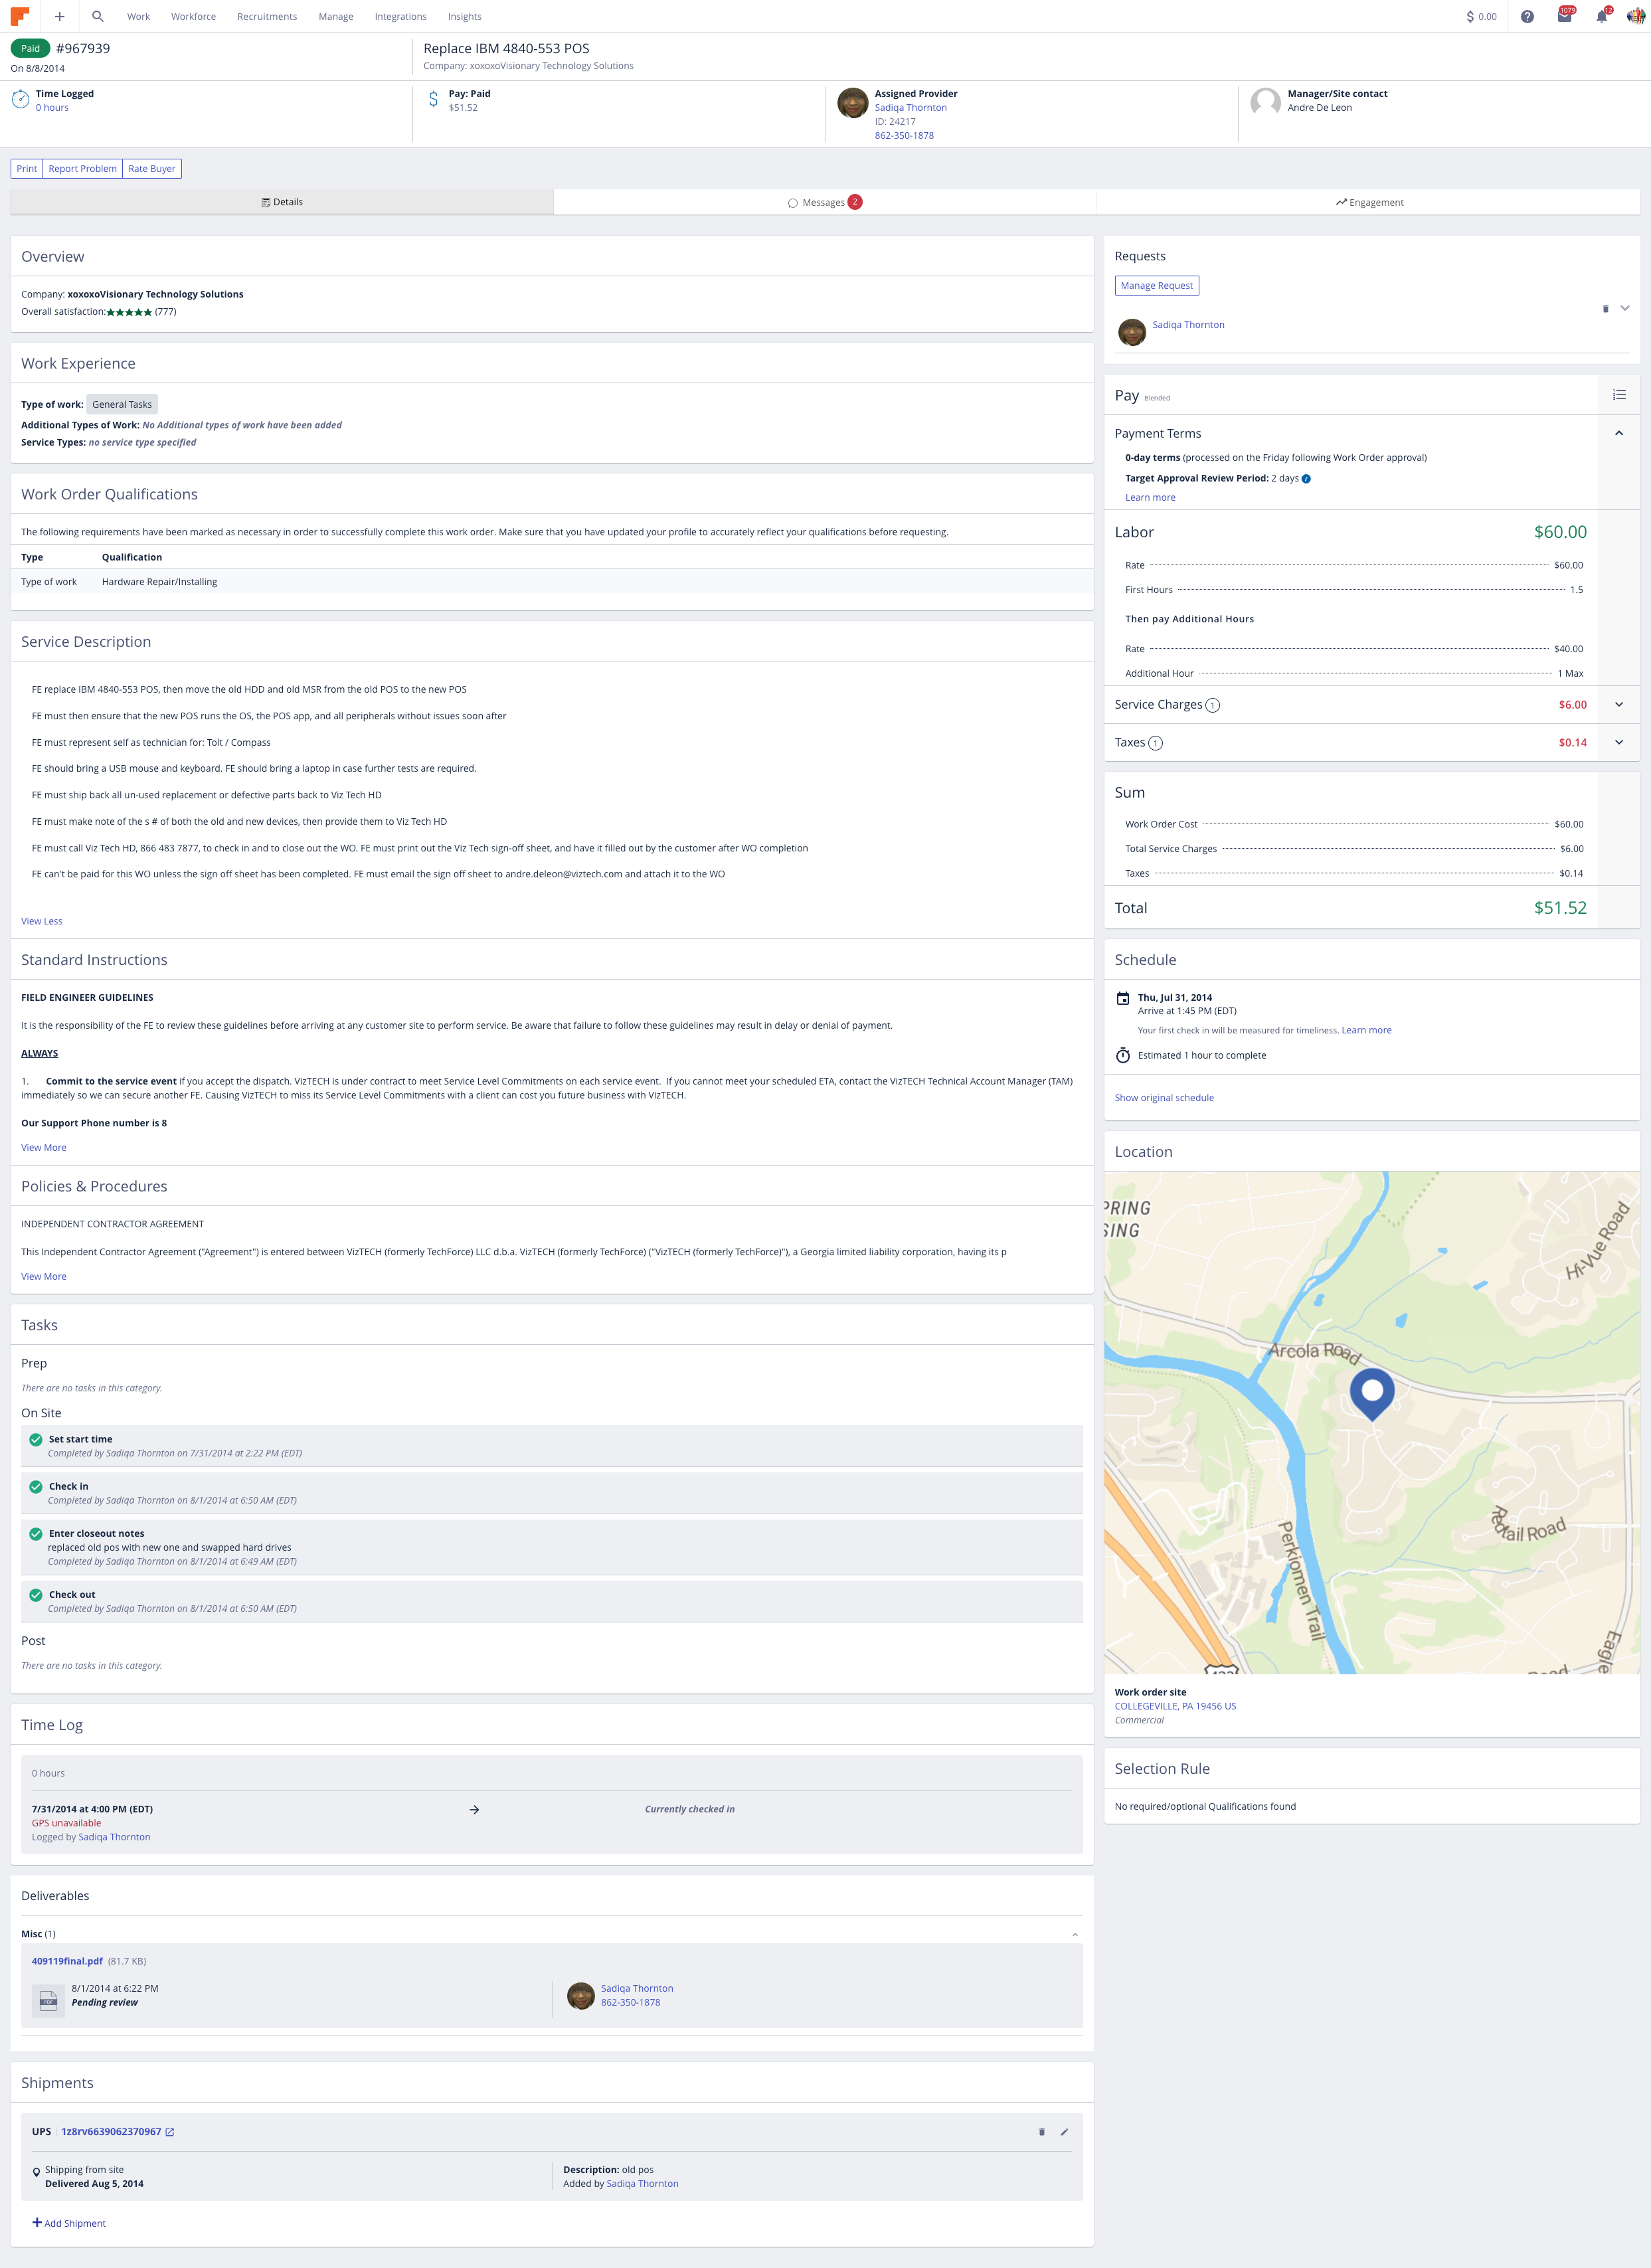 Work Workforce Recruitments Manage Integrations Insights $ 0.00 1079 12
Paid #967939
On 8/8/2014
Replace IBM 4840-553 POS
Company: xoxoxoVisionary Technology Solutions
Time Logged
0 hours
Pay: Paid
$51.52
Assigned Provider
Sadiqa Thornton
ID: 24217
862-350-1878
Manager/Site contact
Andre De Leon
Print Report Problem Rate Buyer
Details Messages 2 Engagement
Overview
Company: xoxoxoVisionary Technology Solutions
Overall satisfaction:★★★★★ (777)
Work Experience
Type of work: General Tasks
Additional Types of Work: No Additional types of work have been added
Service Types: no service type specified
Work Order Qualifications
The following requirements have been marked as necessary in order to successfully complete this work order. Make sure that you have updated your profile to accurately reflect your qualifications before requesting.
Type Qualification
Type of work Hardware Repair/Installing
Service Description
FE replace IBM 4840-553 POS, then move the old HDD and old MSR from the old POS to the new POS
FE must then ensure that the new POS runs the OS, the POS app, and all peripherals without issues soon after
FE must represent self as technician for: Tolt / Compass
FE should bring a USB mouse and keyboard. FE should bring a laptop in case further tests are required.
FE must ship back all un-used replacement or defective parts back to Viz Tech HD
FE must make note of the s # of both the old and new devices, then provide them to Viz Tech HD
FE must call Viz Tech HD, 866 483 7877, to check in and to close out the WO. FE must print out the Viz Tech sign-off sheet, and have it filled out by the customer after WO completion
FE can't be paid for this WO unless the sign off sheet has been completed. FE must email the sign off sheet to andre.deleon@viztech.com and attach it to the WO
View Less
Standard Instructions
FIELD ENGINEER GUIDELINES
It is the responsibility of the FE to review these guidelines before arriving at any customer site to perform service. Be aware that failure to follow these guidelines may result in delay or denial of payment.
ALWAYS
1. Commit to the service event if you accept the dispatch. VizTECH is under contract to meet Service Level Commitments on each service event. If you cannot meet your scheduled ETA, contact the VizTECH Technical Account Manager (TAM)
immediately so we can secure another FE. Causing VizTECH to miss its Service Level Commitments with a client can cost you future business with VizTECH.
Our Support Phone number is 8
View More
Policies & Procedures
INDEPENDENT CONTRACTOR AGREEMENT
This Independent Contractor Agreement ("Agreement") is entered between VizTECH (formerly TechForce) LLC d.b.a. VizTECH (formerly TechForce) ("VizTECH (formerly TechForce)"), a Georgia limited liability corporation, having its p
View More
Tasks
Prep
There are no tasks in this category.
On Site
Set start time
Completed by Sadiqa Thornton on 7/31/2014 at 2:22 PM (EDT)
Check in
Completed by Sadiqa Thornton on 8/1/2014 at 6:50 AM (EDT)
Enter closeout notes
replaced old pos with new one and swapped hard drives
Completed by Sadiqa Thornton on 8/1/2014 at 6:49 AM (EDT)
Check out
Completed by Sadiqa Thornton on 8/1/2014 at 6:50 AM (EDT)
Post
There are no tasks in this category.
Time Log
0 hours
7/31/2014 at 4:00 PM (EDT) Currently checked in
GPS unavailable
Logged by Sadiqa Thornton
Deliverables
Misc (1)
409119final.pdf (81.7 KB)
8/1/2014 at 6:22 PM
Pending review
PDF
Sadiqa Thornton
862-350-1878
Shipments
UPS 1z8rv6639062370967
Shipping from site
Delivered Aug 5, 2014
Description: old pos
Added by Sadiqa Thornton
Add Shipment
Requests
Manage Request
Sadiqa Thornton
Pay Blended
Payment Terms
0-day terms (processed on the Friday following Work Order approval)
Target Approval Review Period: 2 days
Learn more
Labor $60.00
Rate $60.00
First Hours 1.5
Then pay Additional Hours
Rate $40.00
Additional Hour 1 Max
Service Charges 1 $6.00
Taxes 1 $0.14
Sum
Work Order Cost $60.00
Total Service Charges $6.00
Taxes $0.14
Total $51.52
Schedule
Thu, Jul 31, 2014
Arrive at 1:45 PM (EDT)
Your first check in will be measured for timeliness. Learn more
Estimated 1 hour to complete
Show original schedule
Location
PRING
SING
Hi-Vue Road
Arcola Road
Retail Road
Perkiomen Trail
Eagle
Road
Work order site
COLLEGEVILLE, PA 19456 US
Commercial
Selection Rule
No required/optional Qualifications found